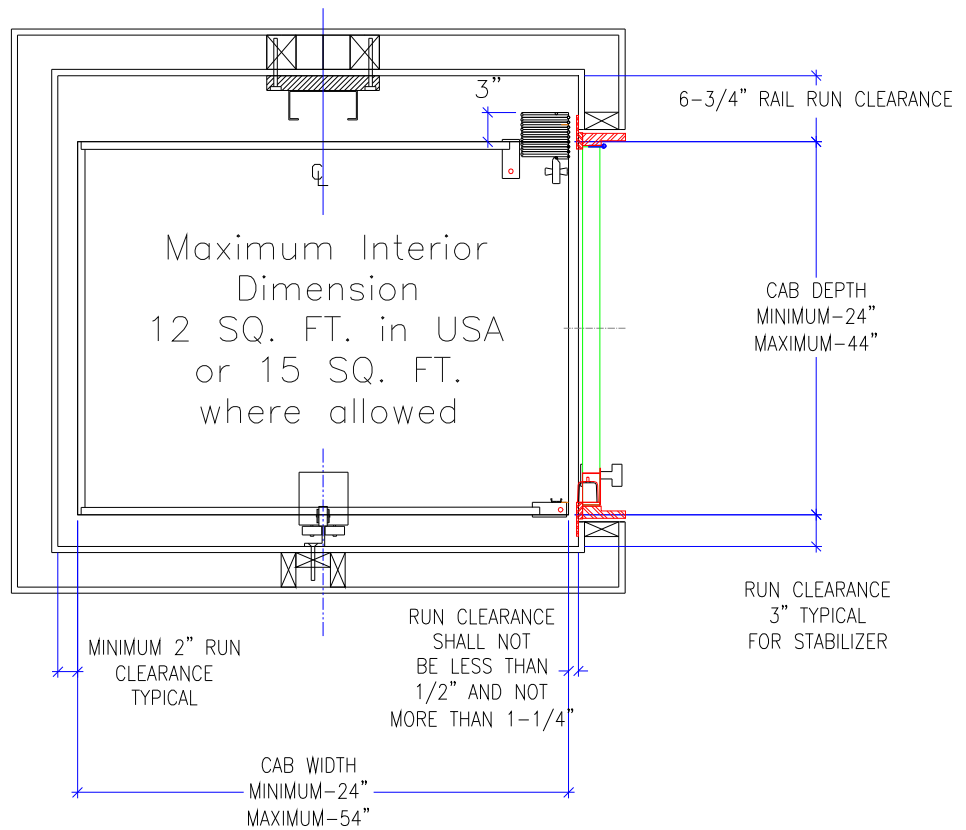 3”
6-3/4” RAIL RUN CLEARANCE
CL
Maximum Interior
Dimension
12 SQ. FT. in USA
or 15 SQ. FT.
where allowed
CAB DEPTH
MINIMUM-24”
MAXIMUM-44”
RUN CLEARANCE
3” TYPICAL
FOR STABILIZER
RUN CLEARANCE
SHALL NOT
BE LESS THAN
1/2” AND NOT
MORE THAN 1-1/4”
MINIMUM 2” RUN
CLEARANCE
TYPICAL
CAB WIDTH
MINIMUM-24”
MAXIMUM-54”